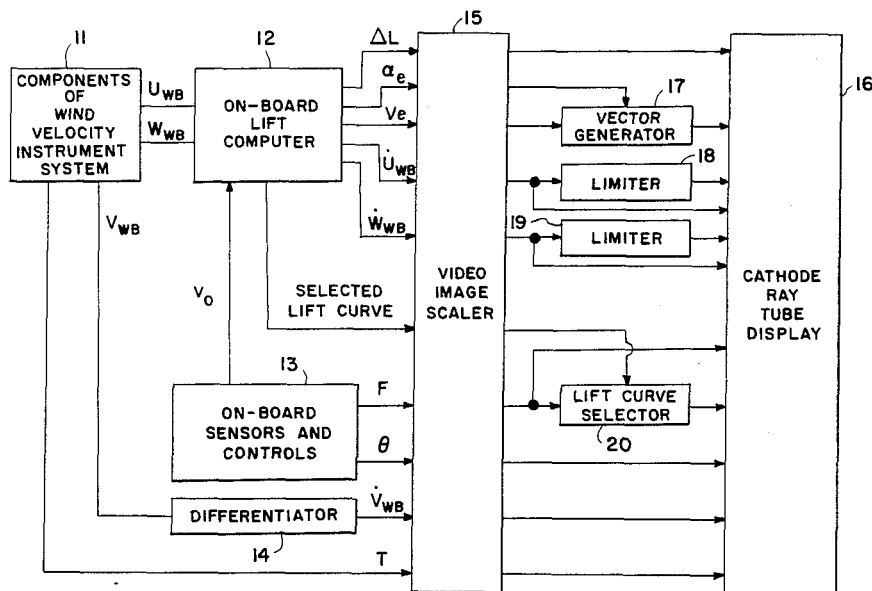 11
COMPONENTS
OF
WIND
VELOCITY
INSTRUMENT
SYSTEM
U_WB
W_WB
V_WB
12
ON-BOARD
LIFT
COMPUTER
V_O
ΔL
α_e
Ve
U̇_WB
Ẇ_WB
SELECTED
LIFT CURVE
13
ON-BOARD
SENSORS AND
CONTROLS
F
θ
DIFFERENTIATOR
14
V̇_WB
T
15
VIDEO
IMAGE
SCALER
17
VECTOR
GENERATOR
18
LIMITER
19
LIMITER
LIFT CURVE
SELECTOR
20
16
CATHODE
RAY
TUBE
DISPLAY